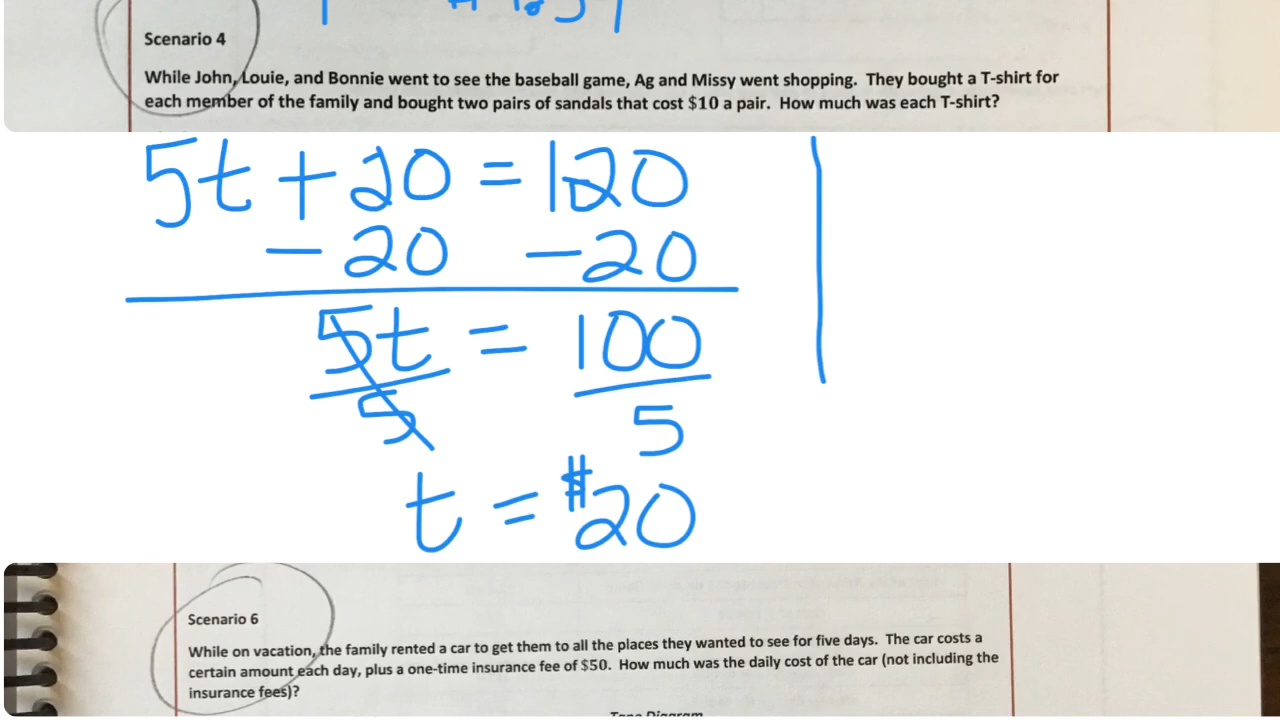 Scenario 4
While John, Louie, and Bonnie went to see the baseball game, Ag and Missy went shopping. They bought a T-shirt for
each member of the family and bought two pairs of sandals that cost $10 a pair. How much was each T-shirt?
5t + 20 = 120
- 20 - 20
5t = 100
5 5
t = $20
Scenario 6
While on vacation, the family rented a car to get them to all the places they wanted to see for five days. The car costs a
certain amount each day, plus a one-time insurance fee of $50. How much was the daily cost of the car (not including the
insurance fees)?
Tape Diagram